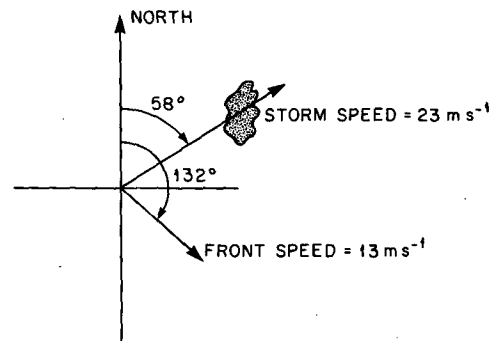 NORTH
58°
STORM SPEED = 23 m s⁻¹
132°
FRONT SPEED = 13 m s⁻¹